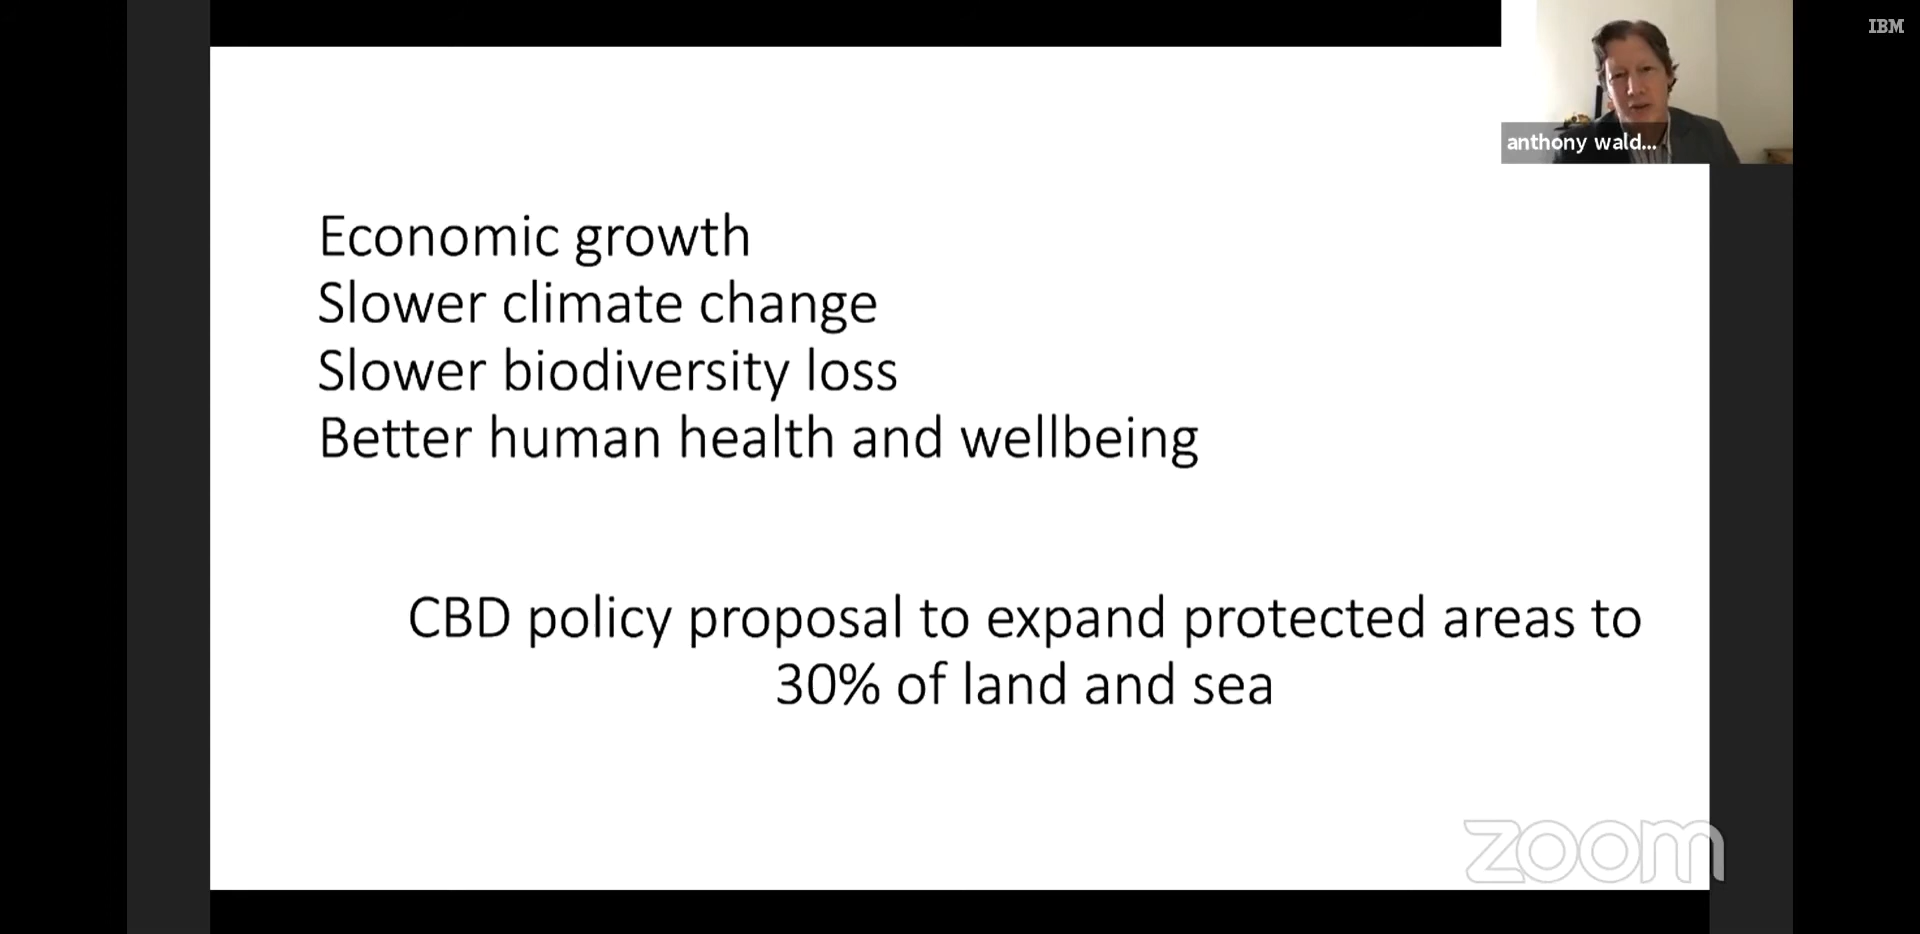 IBM
anthony wald...
Economic growth
Slower climate change
Slower biodiversity loss
Better human health and wellbeing
CBD policy proposal to expand protected areas to
30% of land and sea
zoom